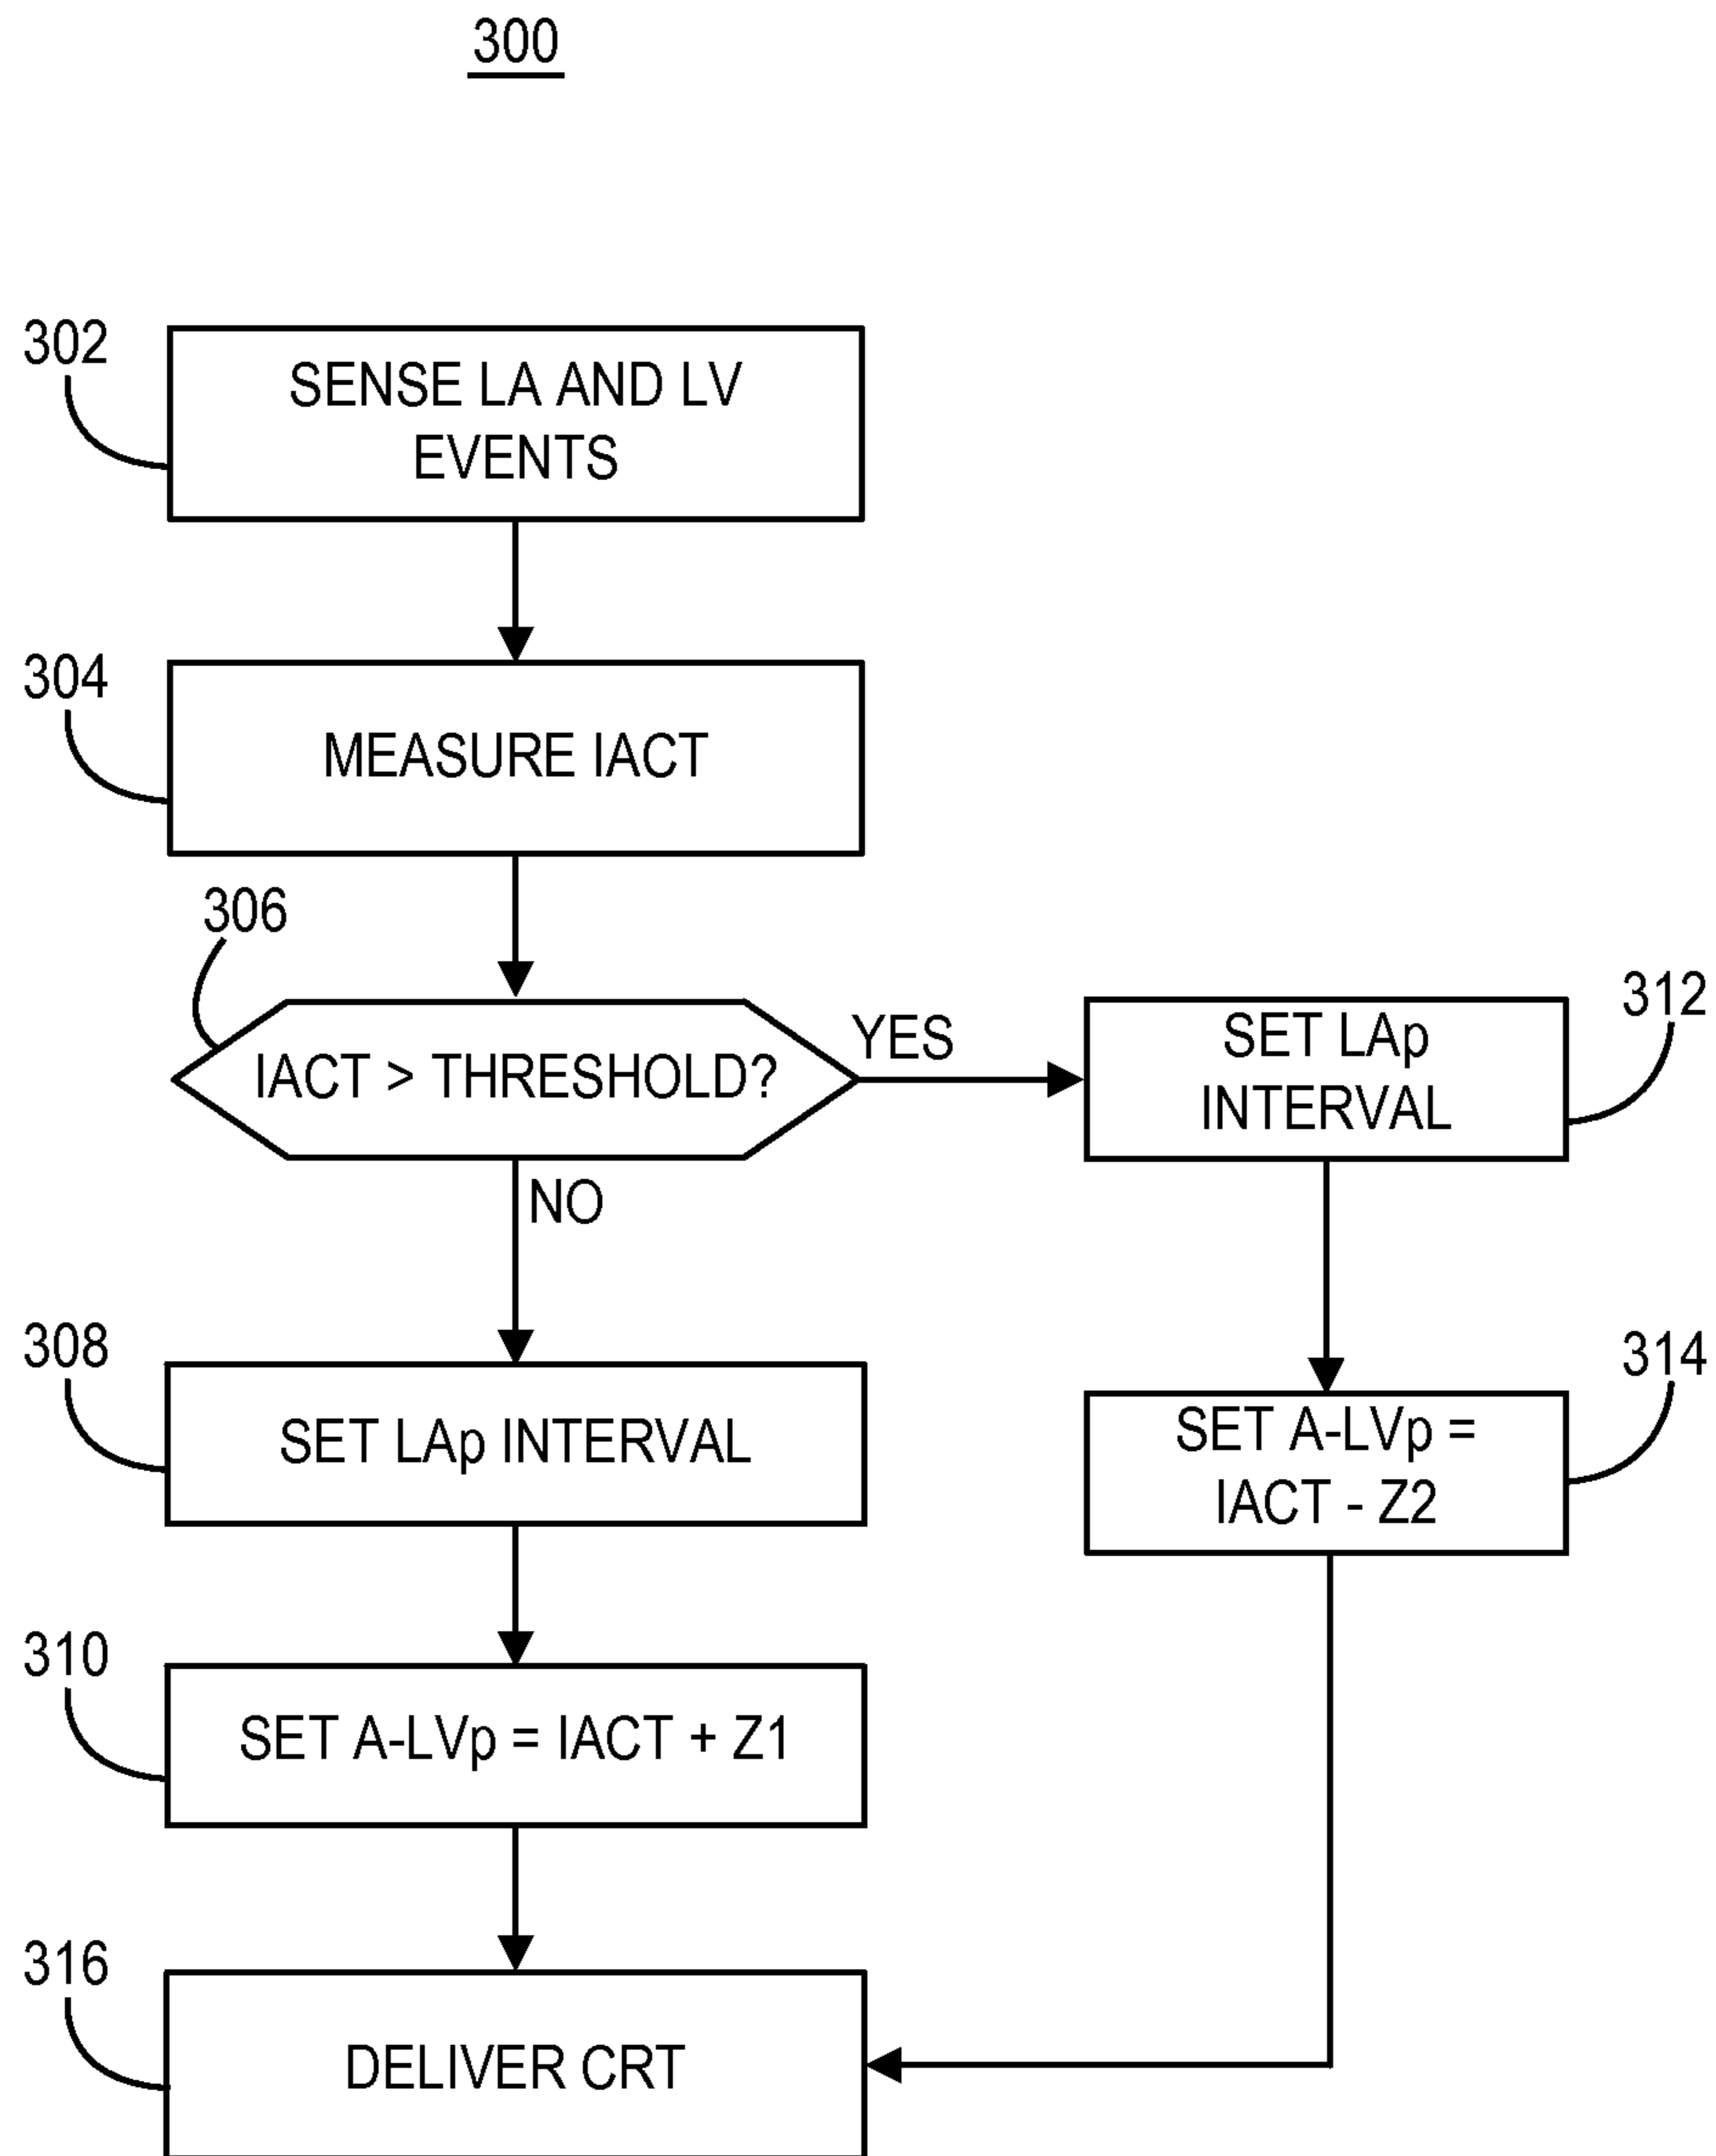 300
302
SENSE LA AND LV
EVENTS
304
MEASURE IACT
306
IACT > THRESHOLD?
YES
NO
312
SET LAp
INTERVAL
308
SET LAp INTERVAL
314
SET A-LVp =
IACT - Z2
310
SET A-LVp = IACT + Z1
316
DELIVER CRT